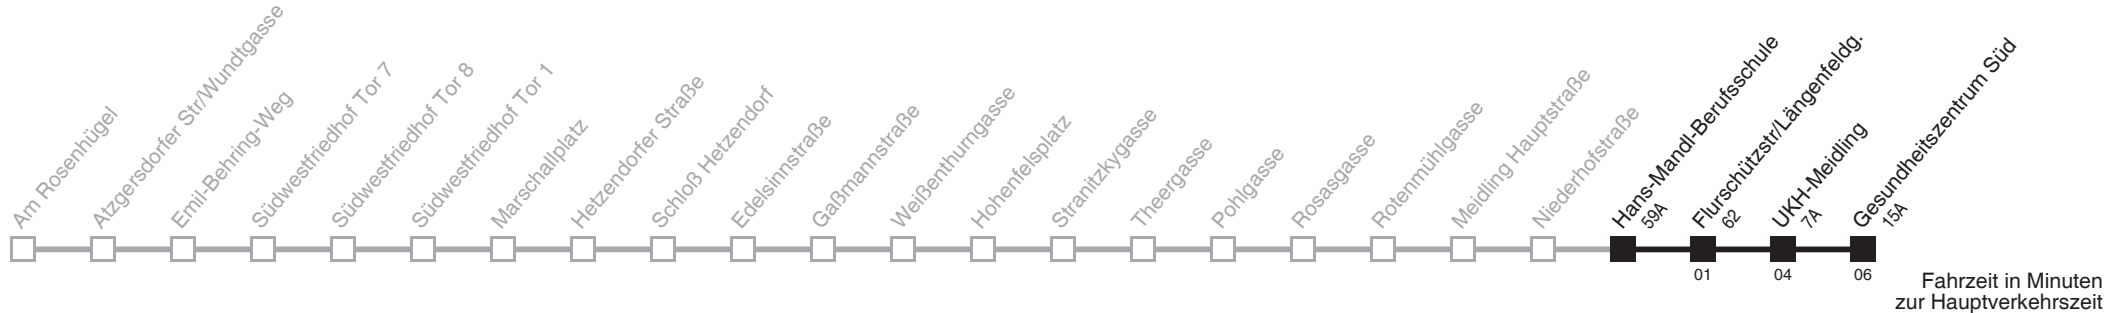 Am Rosenhügel
Atzgersdorfer Str/Wundtgasse
Emil-Behring-Weg
Südwestfriedhof Tor 7
Südwestfriedhof Tor 8
Südwestfriedhof Tor 1
Marschallplatz
Hetzendorfer Straße
Schloß Hetzendorf
Edelsinnstraße
Gaßmannstraße
Weißenthurngasse
Hohenfelsplatz
Stranitzkygasse
Theergasse
Pohlgasse
Rosasgasse
Rotenmühlgasse
Meidling Hauptstraße
Niederhofstraße
Hans-Mandl-Berufsschule
59A
Flurschützstr/Längenfeldg.
62
UKH-Meidling
7A
Gesundheitszentrum Süd
15A
01
04
06
Fahrzeit in Minuten
zur Hauptverkehrszeit